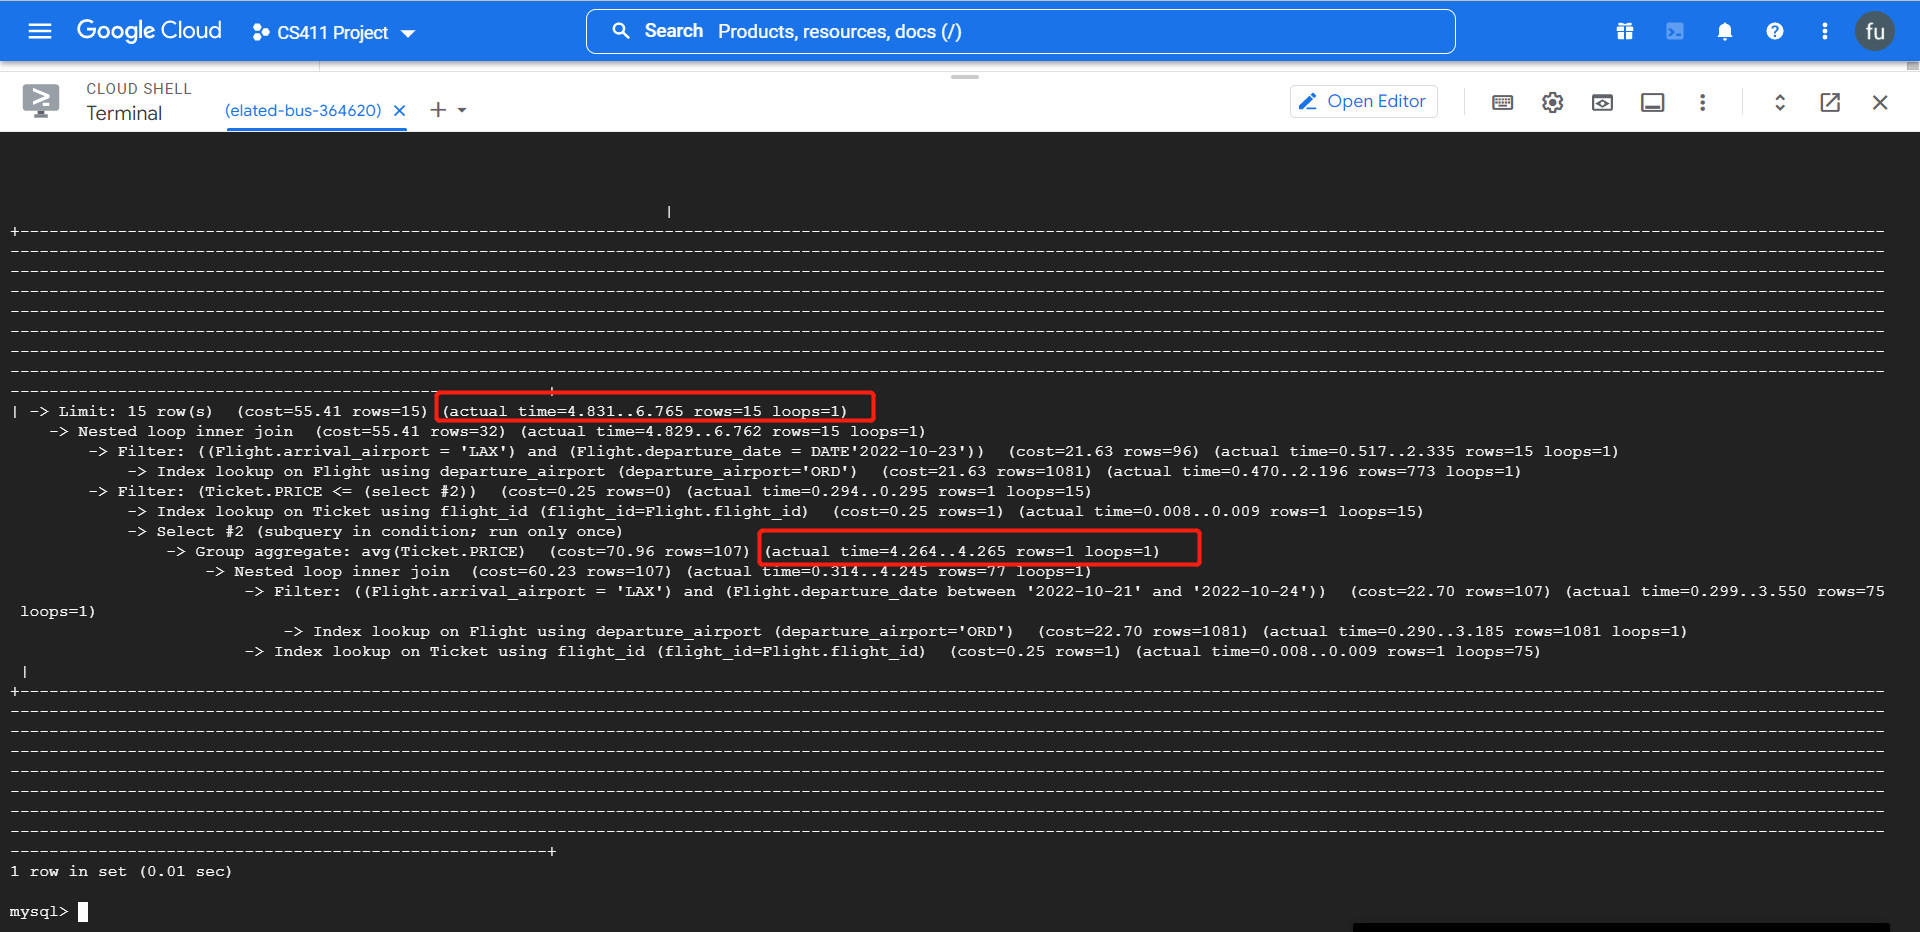 Google Cloud
CS411 Project
Search Products, resources, docs (/)
fu
CLOUD SHELL
Terminal
(elated-bus-364620)
Open Editor
|
+-----------------------------------------------------------------------------------------------
| -> Limit: 15 row(s)  (cost=55.41 rows=15) (actual time=4.831..6.765 rows=15 loops=1)
-> Nested loop inner join  (cost=55.41 rows=32) (actual time=4.829..6.762 rows=15 loops=1)
-> Filter: ((Flight.arrival_airport = 'LAX') and (Flight.departure_date = DATE'2022-10-23'))  (cost=21.63 rows=96) (actual time=0.517..2.335 rows=15 loops=1)
-> Index lookup on Flight using departure_airport (departure_airport='ORD')  (cost=21.63 rows=1081) (actual time=0.470..2.196 rows=773 loops=1)
-> Filter: (Ticket.PRICE <= (select #2))  (cost=0.25 rows=0) (actual time=0.294..0.295 rows=1 loops=15)
-> Index lookup on Ticket using flight_id (flight_id=Flight.flight_id)  (cost=0.25 rows=1) (actual time=0.008..0.009 rows=1 loops=15)
-> Select #2 (subquery in condition; run only once)
-> Group aggregate: avg(Ticket.PRICE)  (cost=70.96 rows=107) (actual time=4.264..4.265 rows=1 loops=1)
-> Nested loop inner join  (cost=60.23 rows=107) (actual time=0.314..4.245 rows=77 loops=1)
-> Filter: ((Flight.arrival_airport = 'LAX') and (Flight.departure_date between '2022-10-21' and '2022-10-24'))  (cost=22.70 rows=107) (actual time=0.299..3.550 rows=75
loops=1)
-> Index lookup on Flight using departure_airport (departure_airport='ORD')  (cost=22.70 rows=1081) (actual time=0.290..3.185 rows=1081 loops=1)
-> Index lookup on Ticket using flight_id (flight_id=Flight.flight_id)  (cost=0.25 rows=1) (actual time=0.008..0.009 rows=1 loops=75)
|
+-----------------------------------------------------------------------------------------------
-------------------------------------------------------+
1 row in set (0.01 sec)
mysql>